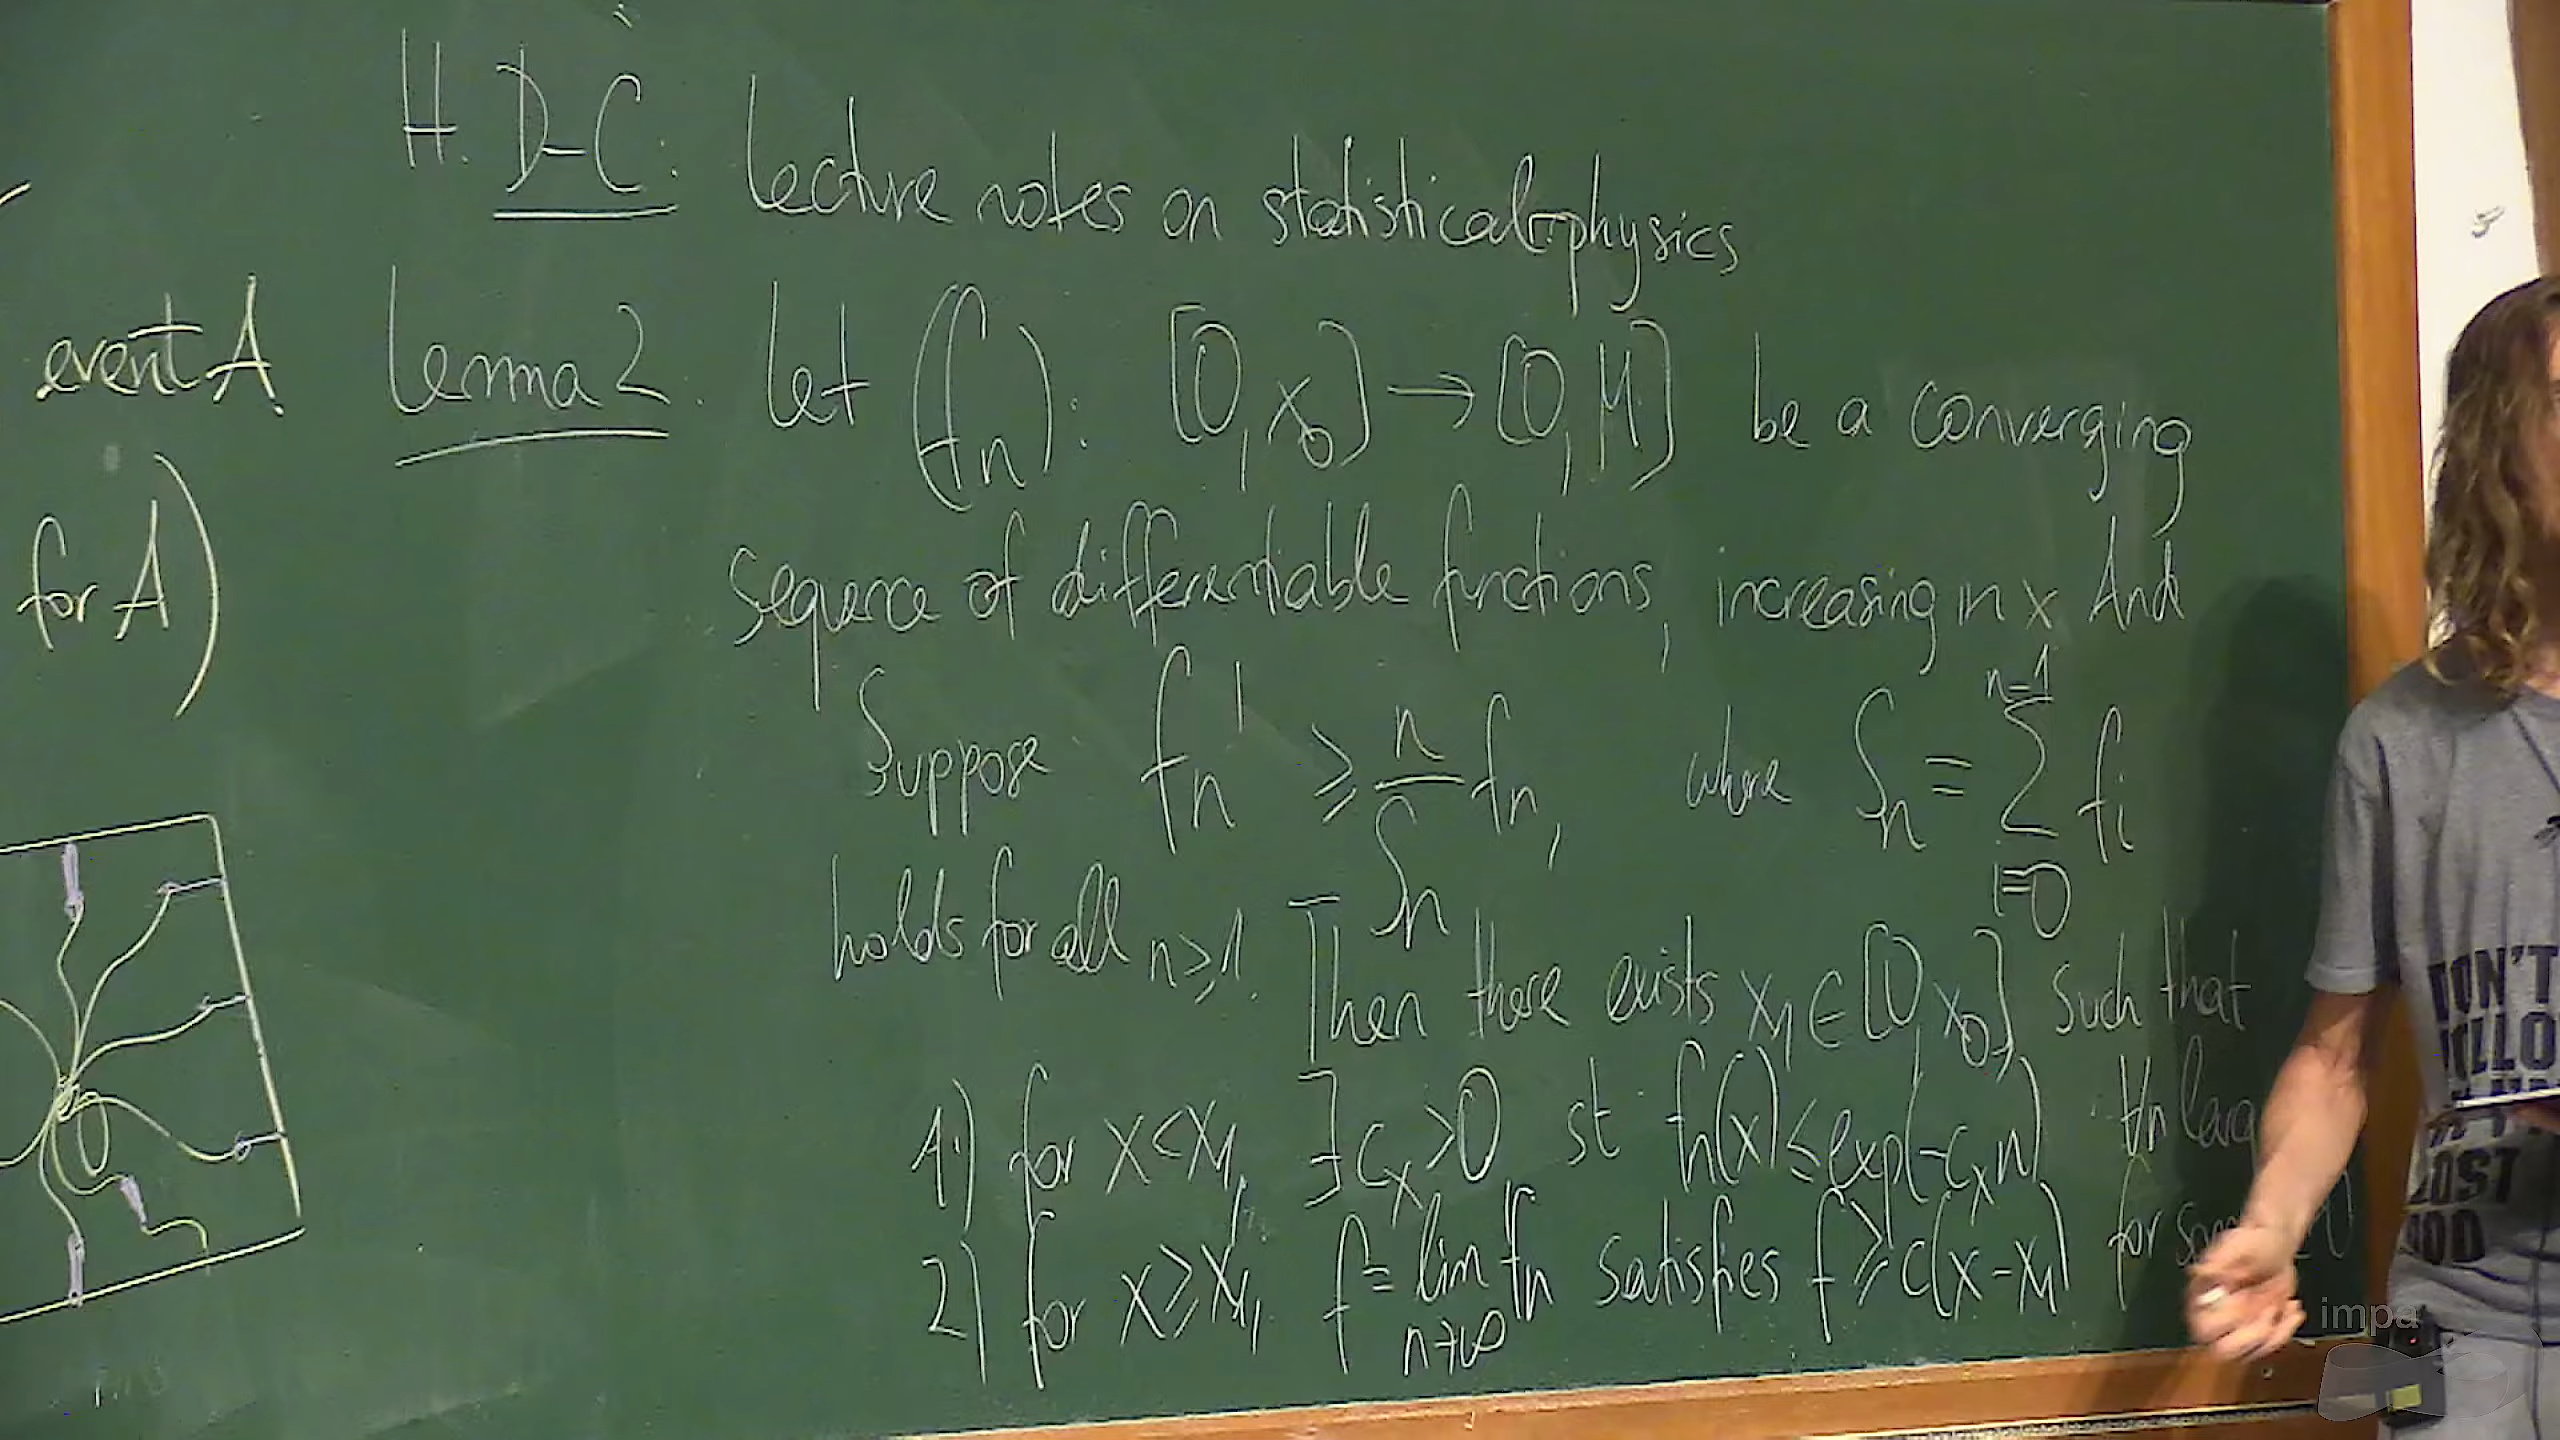 H. D-C: Lecture notes on statistical physics
event A.
for A)
Lemma 2. Let (fn): [0, x0] → [0, M] be a converging
sequence of differentiable functions, increasing in x And
Suppose fn' ≥ n/Sn fn, where Sn = Σ_{i=0}^{n-1} fi
holds for all n ≥ 1. Then there exists x1 ∈ [0, x0] such that
1.) for x < x1, ∃ cx > 0 st fn(x) ≤ exp(-cx n) ∀n
2) for x ≥ x1, f = lim_{n→∞} fn satisfies f ≥ c(x-x1) for
DON'T
impa